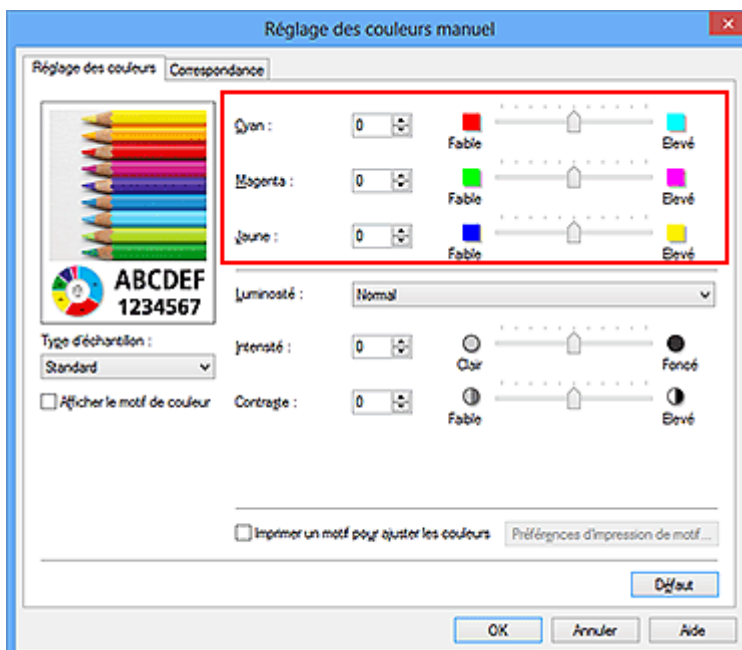 Réglage des couleurs manuel
Réglage des couleurs
Correspondance
Cyan :
0
Faible
Elevé
Magenta :
0
Faible
Elevé
Jaune :
0
Faible
Elevé
ABCDEF
1234567
Luminosité :
Normal
Type d'échantillon :
Standard
Intensité :
0
Clair
Foncé
Afficher le motif de couleur
Contraste :
0
Faible
Elevé
Imprimer un motif pour ajuster les couleurs
Préférences d'impression de motif...
Défaut
OK
Annuler
Aide